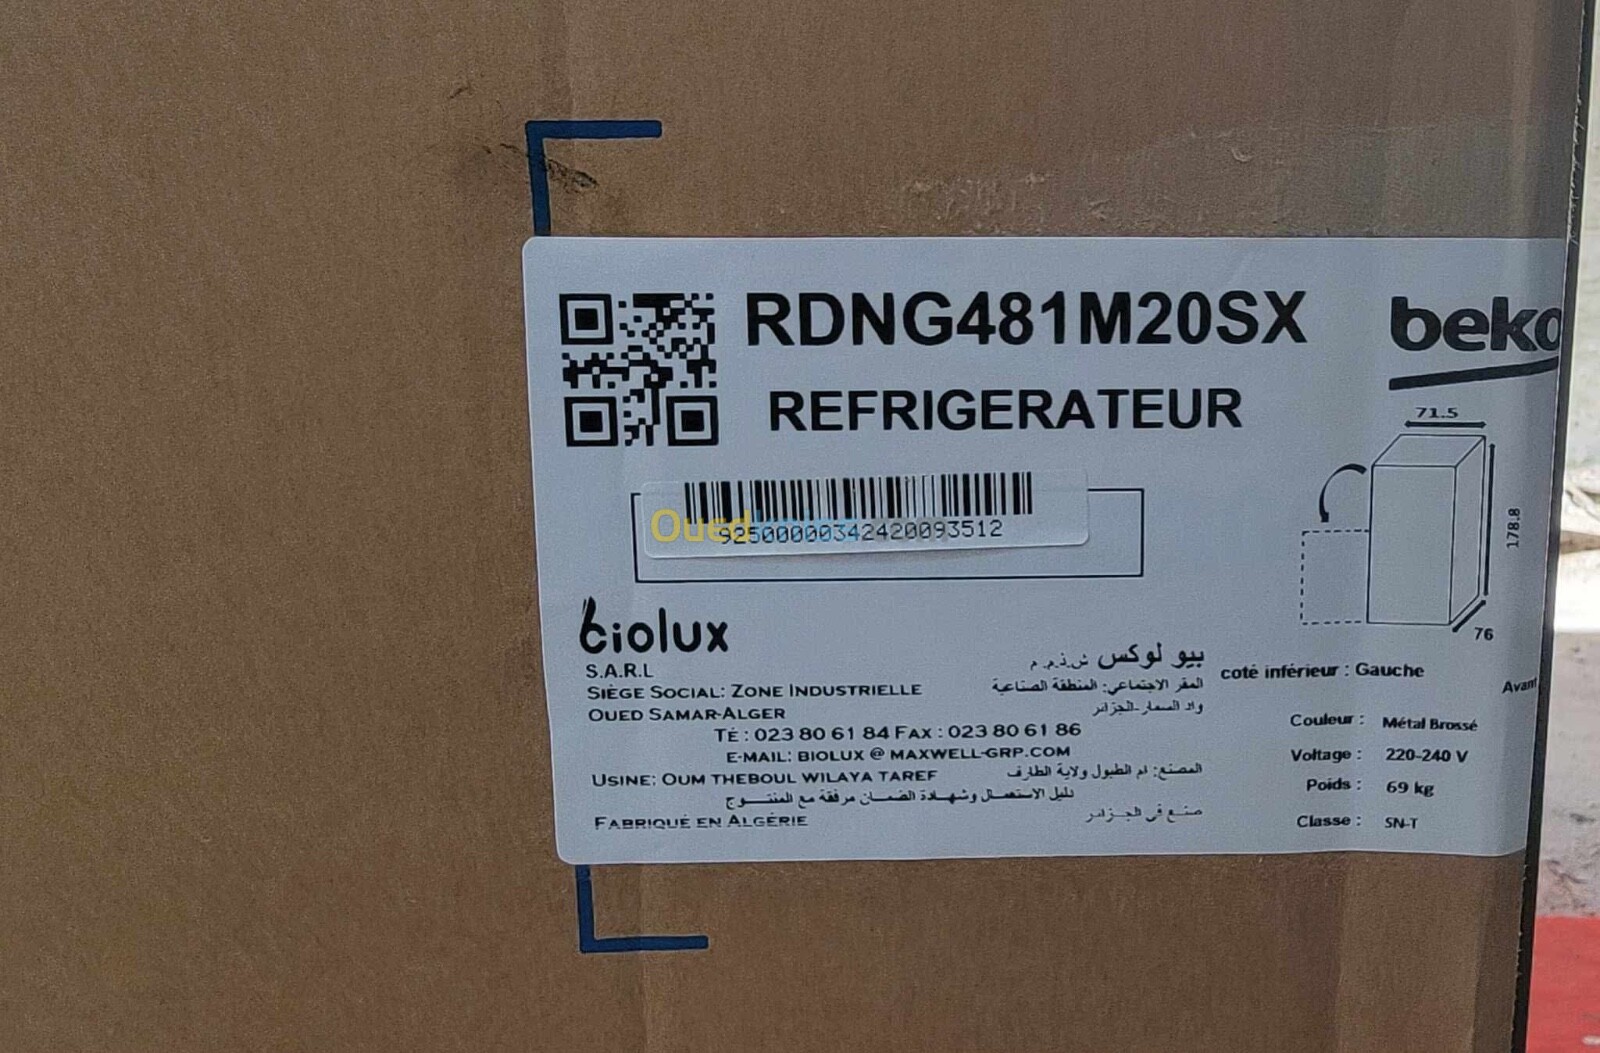 RDNG481M20SX
beko
REFRIGERATEUR
71.5
178.8
76
Ouedkniss
92500000342420093512
biolux
S.A.R.L
بيو لوكس ش.ذ.م.م
SIÈGE SOCIAL: ZONE INDUSTRIELLE
المقر الاجتماعي: المنطقة الصناعية
OUED SAMAR-ALGER
واد السمار-الجزائر
TÉ : 023 80 61 84 FAX : 023 80 61 86
E-MAIL: BIOLUX @ MAXWELL-GRP.COM
USINE: OUM THEBOUL WILAYA TAREF
المصنع: ام الطبول ولاية الطارف
دليل الاستعمال وشهادة الضمان مرفقة مع المنتوج
FABRIQUÉ EN ALGÉRIE
صنع في الجزائر
coté inférieur : Gauche
Avant
Couleur : Métal Brossé
Voltage : 220-240 V
Poids : 69 kg
Classe : SN-T